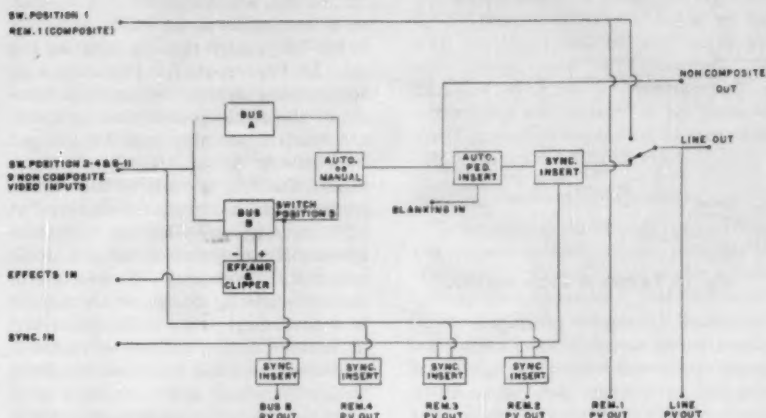 SW. POSITION 1
REM. 1 (COMPOSITE)
NON COMPOSITE
OUT
BUS
A
LINE OUT
SW. POSITION 2-4 & 6-11
9 NON COMPOSITE
VIDEO INPUTS
AUTO.
OR
MANUAL
AUTO.
PED.
INSERT
SYNC.
INSERT
BUS
B
SWITCH
POSITION 5
BLANKING IN
- +
EFFECTS IN
EFF. AMP.
&
CLIPPER
SYNC. IN
SYNC.
INSERT
SYNC.
INSERT
SYNC.
INSERT
SYNC.
INSERT
BUS B
PV OUT
REM. 4
PV OUT
REM. 3
PV OUT
REM. 2
PV OUT
REM. 1
PV OUT
LINE
PV OUT